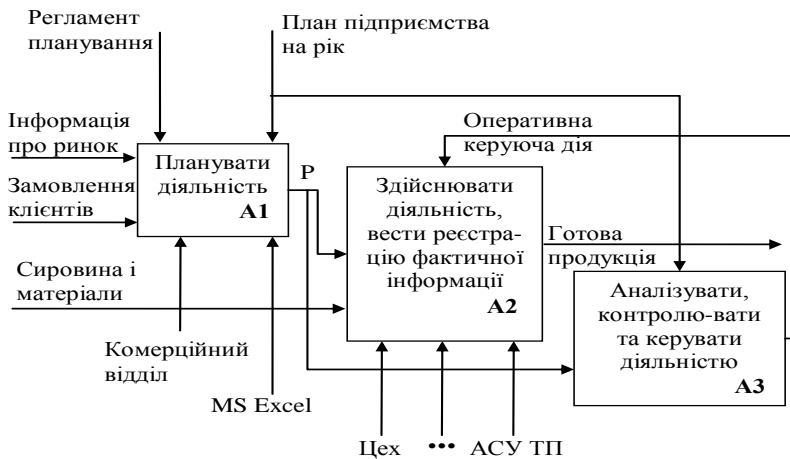 Регламент
планування
План підприємства
на рік
Інформація
про ринок
Замовлення
клієнтів
Планувати
діяльність
A1
P
Оперативна
керуюча дія
Здійснювати
діяльність,
вести реєстра-
цію фактичної
інформації
A2
Готова
продукція
Сировина і
матеріали
Аналізувати,
контролю-вати
та керувати
діяльністю
A3
Комерційний
відділ
MS Excel
Цех ••• АСУ ТП